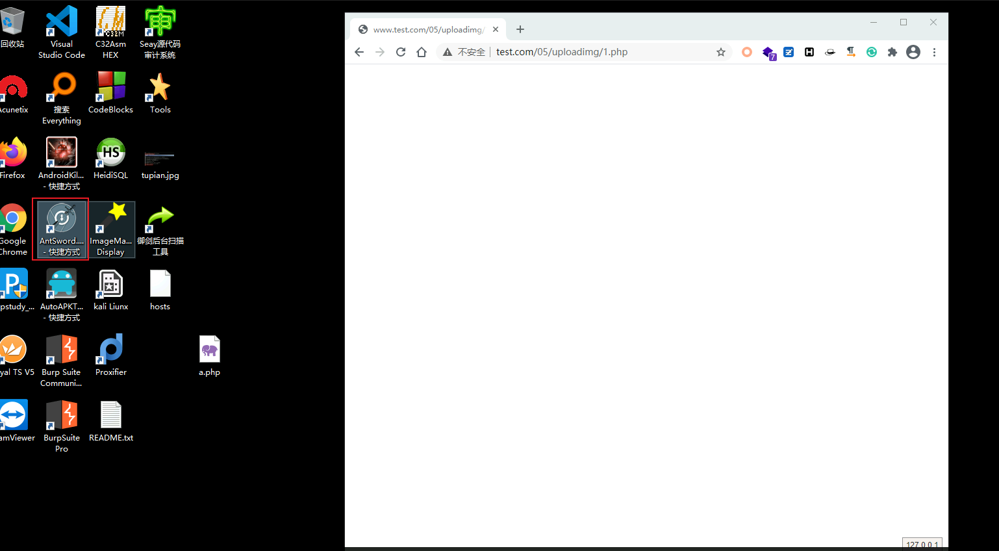 回收站
Visual
Studio Code
C32Asm
HEX
Seay源代码
审计系统
Acunetix
搜索
Everything
CodeBlocks
Tools
Firefox
AndroidKil...
- 快捷方式
HeidiSQL
tupian.jpg
Google
Chrome
AntSword....
- 快捷方式
ImageMa...
Display
御剑后台扫描
工具
pstudy_...
AutoAPKT...
- 快捷方式
kali Liunx
hosts
yal TS V5
Burp Suite
Communi...
Proxifier
a.php
amViewer
BurpSuite
Pro
README.txt
www.test.com/05/uploadimg/
不安全
test.com/05/uploadimg/1.php
7
127.0.0.1